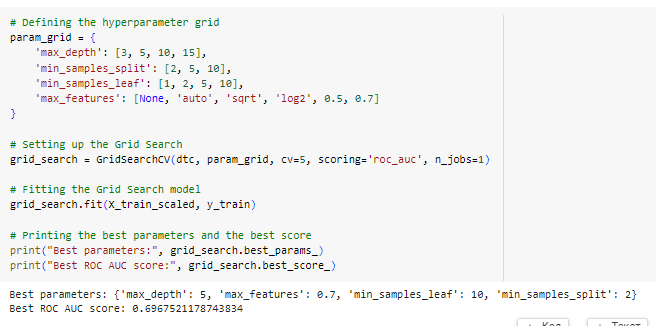 # Defining the hyperparameter grid
param_grid = {
    'max_depth': [3, 5, 10, 15],
    'min_samples_split': [2, 5, 10],
    'min_samples_leaf': [1, 2, 5, 10],
    'max_features': [None, 'auto', 'sqrt', 'log2', 0.5, 0.7]
}
# Setting up the Grid Search
grid_search = GridSearchCV(dtc, param_grid, cv=5, scoring='roc_auc', n_jobs=1)
# Fitting the Grid Search model
grid_search.fit(X_train_scaled, y_train)
# Printing the best parameters and the best score
print("Best parameters:", grid_search.best_params_)
print("Best ROC AUC score:", grid_search.best_score_)
Best parameters: {'max_depth': 5, 'max_features': 0.7, 'min_samples_leaf': 10, 'min_samples_split': 2}
Best ROC AUC score: 0.6967521178743834